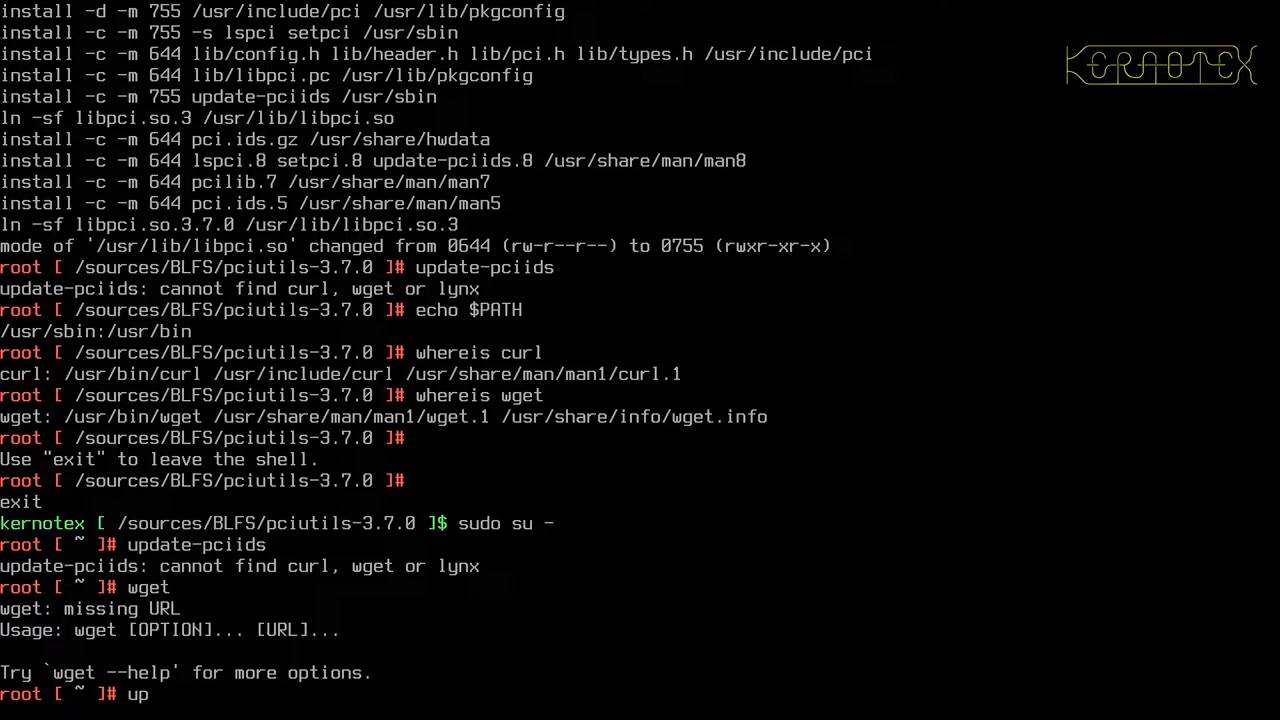 install -d -m 755 /usr/include/pci /usr/lib/pkgconfig
install -c -m 755 -s lspci setpci /usr/sbin
install -c -m 644 lib/config.h lib/header.h lib/pci.h lib/types.h /usr/include/pci
install -c -m 644 lib/libpci.pc /usr/lib/pkgconfig
install -c -m 755 update-pciids /usr/sbin
ln -sf libpci.so.3 /usr/lib/libpci.so
install -c -m 644 pci.ids.gz /usr/share/hwdata
install -c -m 644 lspci.8 setpci.8 update-pciids.8 /usr/share/man/man8
install -c -m 644 pcilib.7 /usr/share/man/man7
install -c -m 644 pci.ids.5 /usr/share/man/man5
ln -sf libpci.so.3.7.0 /usr/lib/libpci.so.3
mode of '/usr/lib/libpci.so' changed from 0644 (rw-r--r--) to 0755 (rwxr-xr-x)
root [ /sources/BLFS/pciutils-3.7.0 ]# update-pciids
update-pciids: cannot find curl, wget or lynx
root [ /sources/BLFS/pciutils-3.7.0 ]# echo $PATH
/usr/sbin:/usr/bin
root [ /sources/BLFS/pciutils-3.7.0 ]# whereis curl
curl: /usr/bin/curl /usr/include/curl /usr/share/man/man1/curl.1
root [ /sources/BLFS/pciutils-3.7.0 ]# whereis wget
wget: /usr/bin/wget /usr/share/man/man1/wget.1 /usr/share/info/wget.info
root [ /sources/BLFS/pciutils-3.7.0 ]#
Use "exit" to leave the shell.
root [ /sources/BLFS/pciutils-3.7.0 ]#
exit
kernotex [ /sources/BLFS/pciutils-3.7.0 ]$ sudo su -
root [ ~ ]# update-pciids
update-pciids: cannot find curl, wget or lynx
root [ ~ ]# wget
wget: missing URL
Usage: wget [OPTION]... [URL]...

Try `wget --help' for more options.
root [ ~ ]# up
KERNOTEX